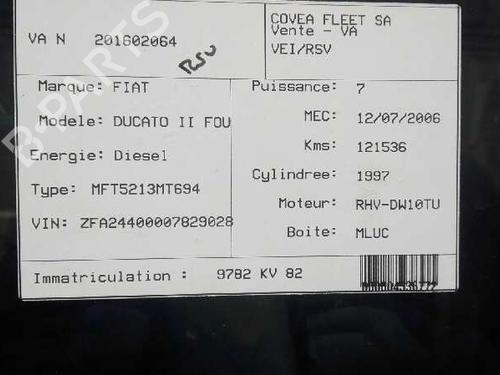 VA N 201602064
RSV
COVEA FLEET SA
Vente - VA
VEI/RSV
Marque: FIAT
Modele: DUCATO II FOU
Energie: Diesel
Type: MFT5213MT694
VIN: ZFA24400007829028
Puissance: 7
MEC: 12/07/2006
Kms: 121536
Cylindree: 1997
Moteur: RHV-DW10TU
Boite: MLUC
Immatriculation : 9782 KV 82
B-PARTS